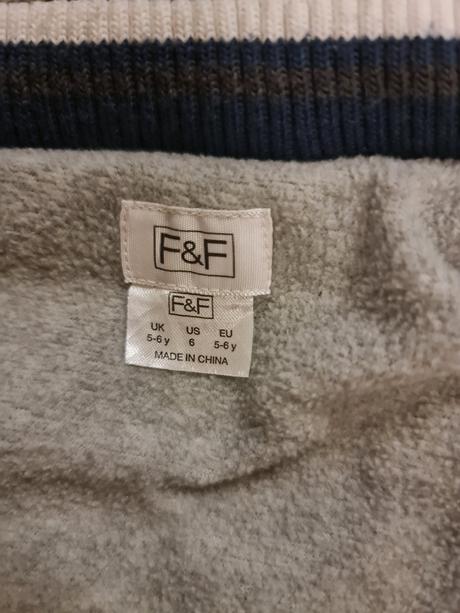 F&F
F&F
UK US EU
5-6 y 6 5-6 y
MADE IN CHINA